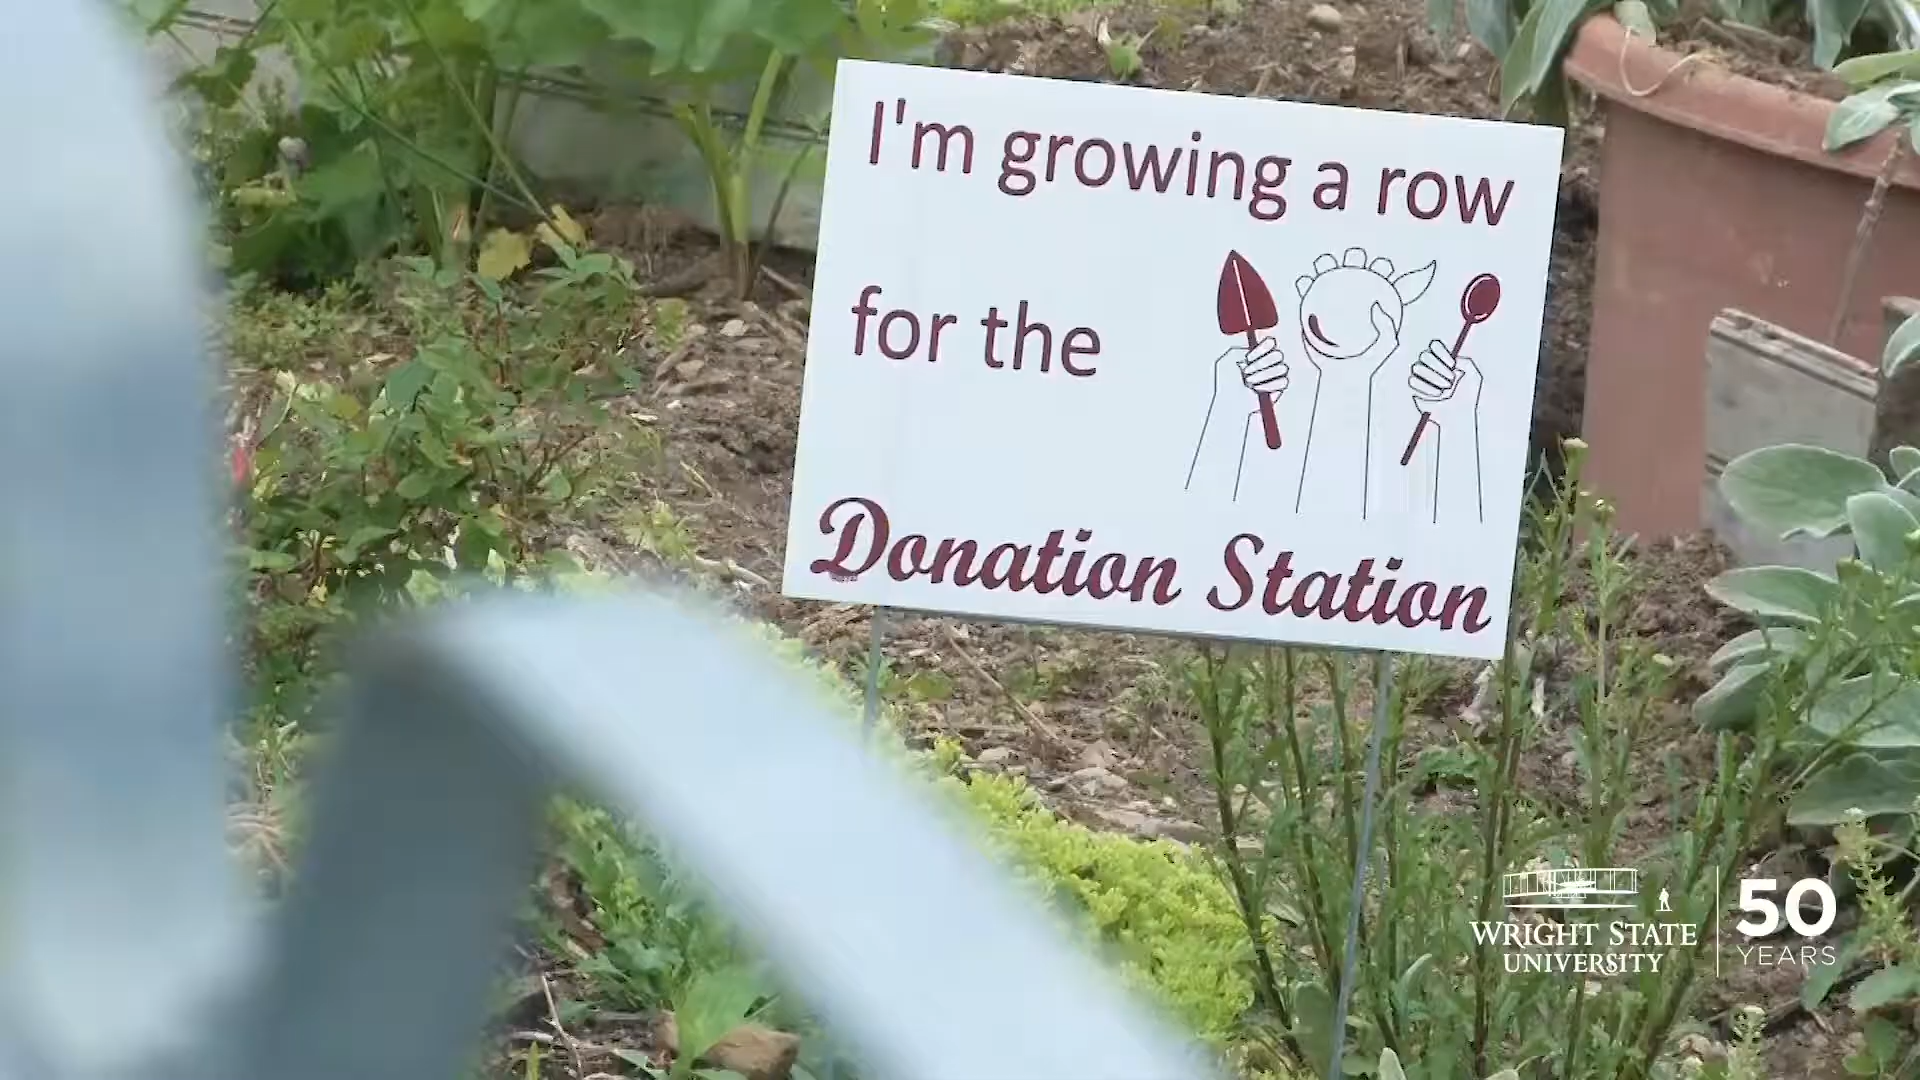 I'm growing a row
for the
Donation Station
WRIGHT STATE
UNIVERSITY
50
YEARS